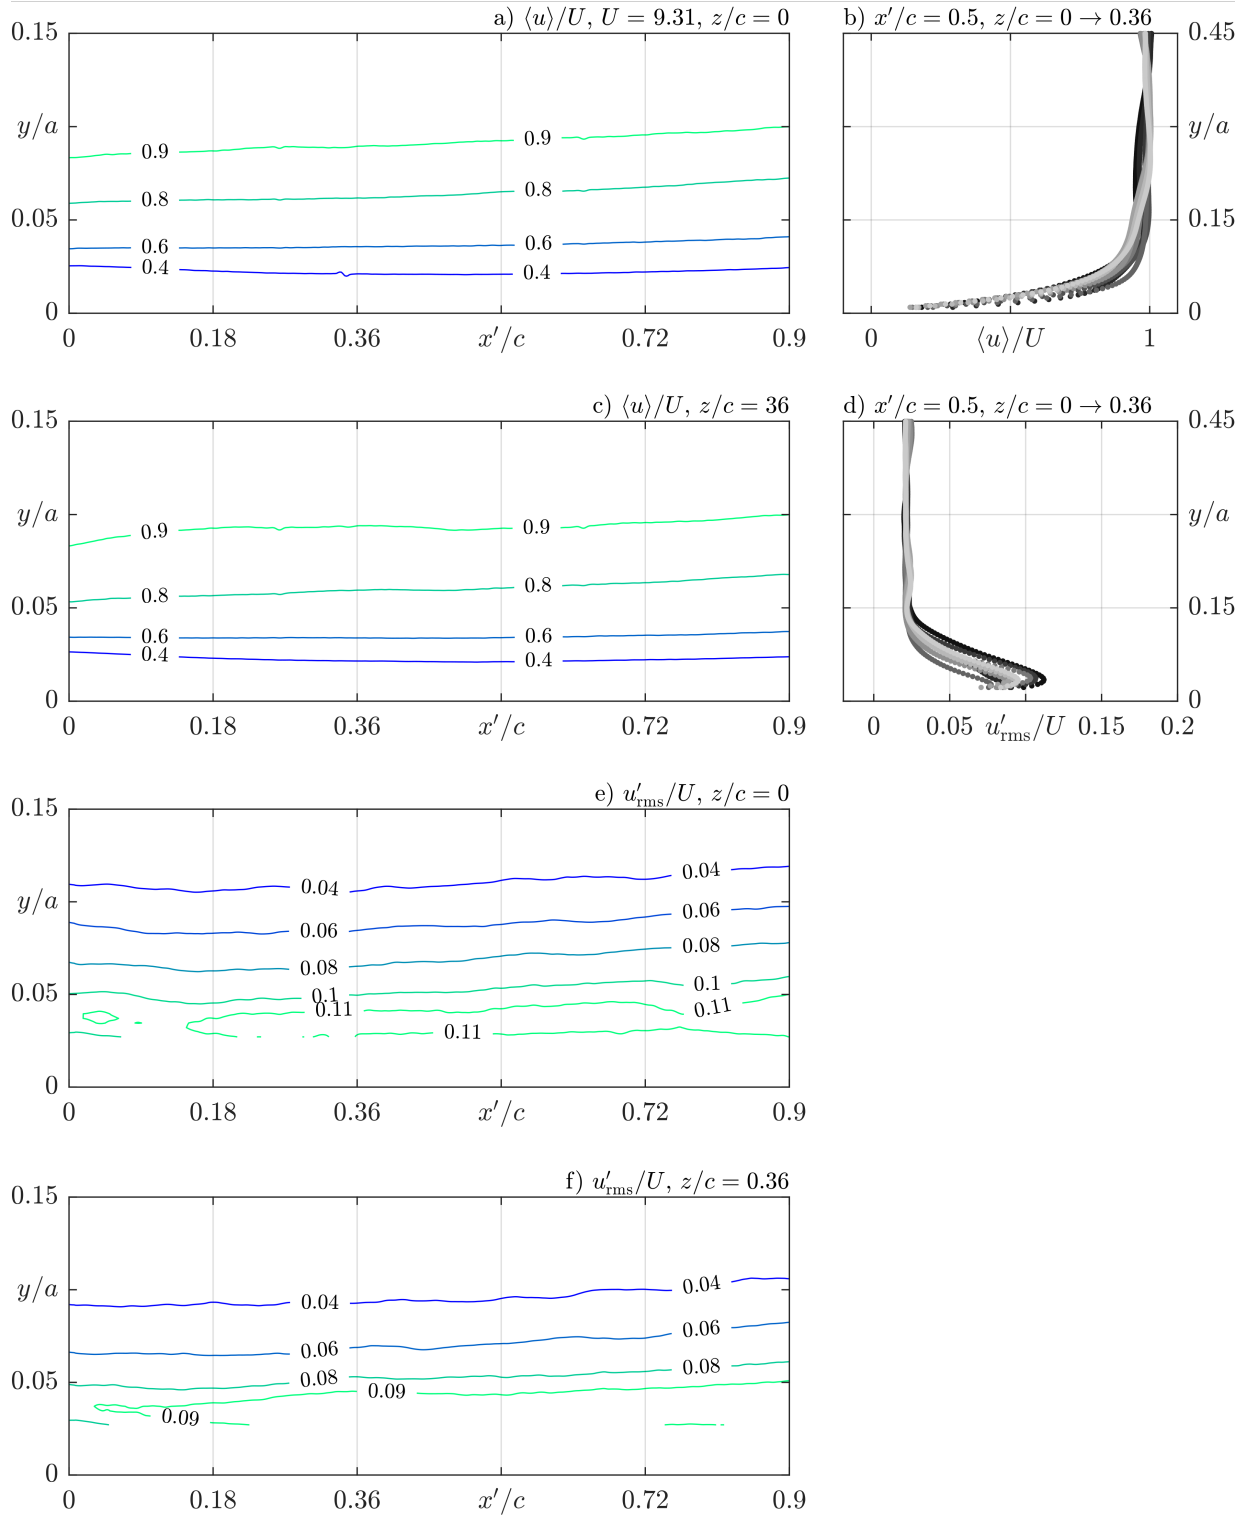 a) ⟨u⟩/U, U = 9.31, z/c = 0
0.15
y/a
0.05
0
0.9
0.9
0.8
0.8
0.6
0.6
0.4
0.4
0 0.18 0.36 x′/c 0.72 0.9
b) x′/c = 0.5, z/c = 0 → 0.36
0.45
y/a
0.15
0
0 ⟨u⟩/U 1
c) ⟨u⟩/U, z/c = 36
0.15
y/a
0.05
0
0.9
0.9
0.8
0.8
0.6
0.6
0.4
0.4
0 0.18 0.36 x′/c 0.72 0.9
d) x′/c = 0.5, z/c = 0 → 0.36
0.45
y/a
0.15
0
0 0.05 u′rms/U 0.15 0.2
e) u′rms/U, z/c = 0
0.15
y/a
0.05
0
0.04
0.04
0.06
0.06
0.08
0.08
0.1
0.1
0.11
0.11
0.11
0 0.18 0.36 x′/c 0.72 0.9
f) u′rms/U, z/c = 0.36
0.15
y/a
0.05
0
0.04
0.04
0.06
0.06
0.08
0.08
0.09
0.09
0 0.18 0.36 x′/c 0.72 0.9